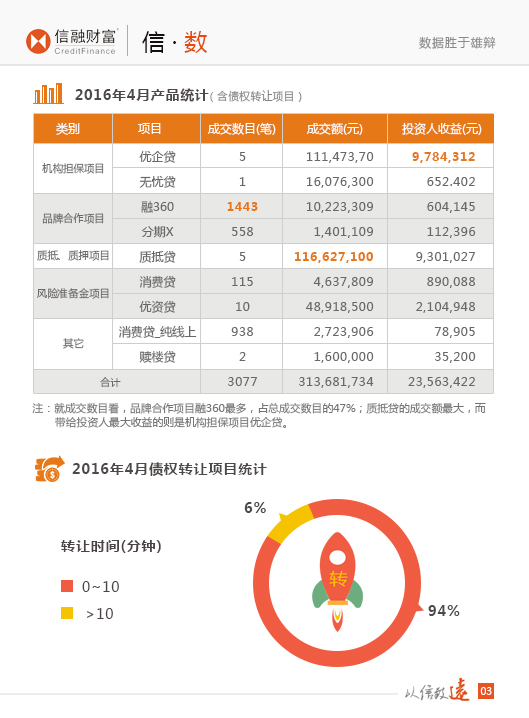 信融财富
CreditFinance
信·数
数据胜于雄辩
2016年4月产品统计(含债权转让项目)
类别 项目 成交数目(笔) 成交额(元) 投资人收益(元)
机构担保项目 优企贷 5 111,473,70 9,784,312
无忧贷 1 16,076,300 652.402
品牌合作项目 融360 1443 10,223,309 604,145
分期X 558 1,401,109 112,396
质抵、质押项目 质抵贷 5 116,627,100 9,301,027
风险准备金项目 消费贷 115 4,637,809 890,088
优资贷 10 48,918,500 2,104,948
其它 消费贷_纯线上 938 2,723,906 78,905
赎楼贷 2 1,600,000 35,200
合计 3077 313,681,734 23,563,422
注：就成交数目看，品牌合作项目融360最多，占总成交数目的47%；质抵贷的成交额最大，而
带给投资人最大收益的则是机构担保项目优企贷。
2016年4月债权转让项目统计
6%
转让时间(分钟)
转
0~10
>10
94%
从信致远
03